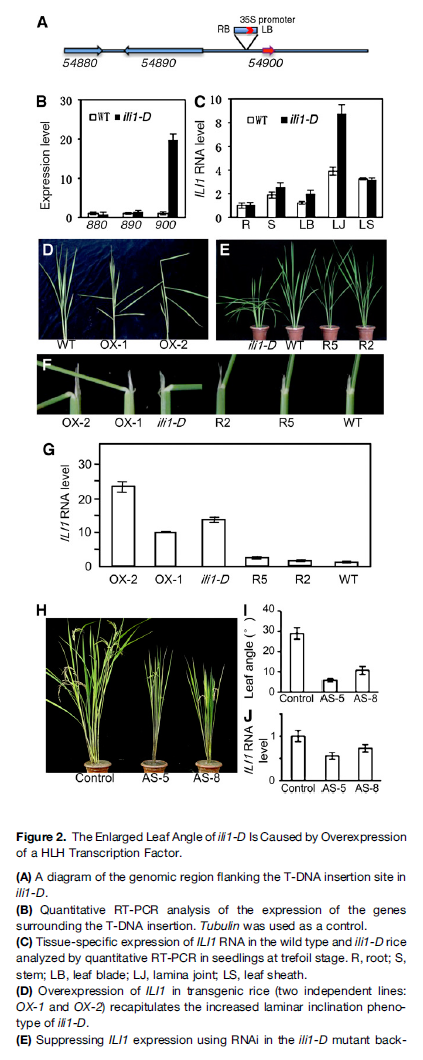 A
35S promoter
RB LB
54880 54890 54900
B
30
20
10
0
Expression level
WT ili1-D
880 890 900
C
10
8
6
4
2
0
ILI1 RNA level
WT ili1-D
R S LB LJ LS
D
WT OX-1 OX-2
E
ili1-D WT R5 R2
F
OX-2 OX-1 ili1-D R2 R5 WT
G
30
20
10
0
ILI1 RNA level
OX-2 OX-1 ili1-D R5 R2 WT
H
Control AS-5 AS-8
I
40
30
20
10
0
Leaf angle (°)
Control AS-5 AS-8
J
1
0
ILI1 RNA
level
Control AS-5 AS-8
Figure 2. The Enlarged Leaf Angle of ili1-D Is Caused by Overexpression
of a HLH Transcription Factor.
(A) A diagram of the genomic region flanking the T-DNA insertion site in
ili1-D.
(B) Quantitative RT-PCR analysis of the expression of the genes
surrounding the T-DNA insertion. Tubulin was used as a control.
(C) Tissue-specific expression of ILI1 RNA in the wild type and ili1-D rice
analyzed by quantitative RT-PCR in seedlings at trefoil stage. R, root; S,
stem; LB, leaf blade; LJ, lamina joint; LS, leaf sheath.
(D) Overexpression of ILI1 in transgenic rice (two independent lines:
OX-1 and OX-2) recapitulates the increased laminar inclination pheno-
type of ili1-D.
(E) Suppressing ILI1 expression using RNAi in the ili1-D mutant back-